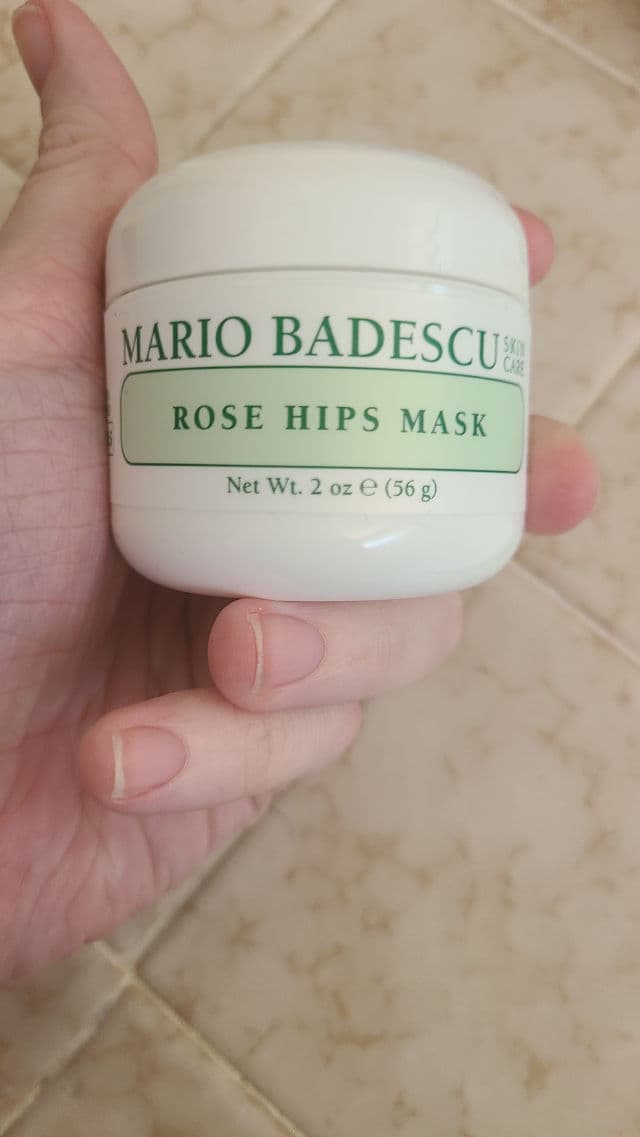 MARIO BADESCU SKIN CARE
ROSE HIPS MASK
Net Wt. 2 oz ℮ (56 g)